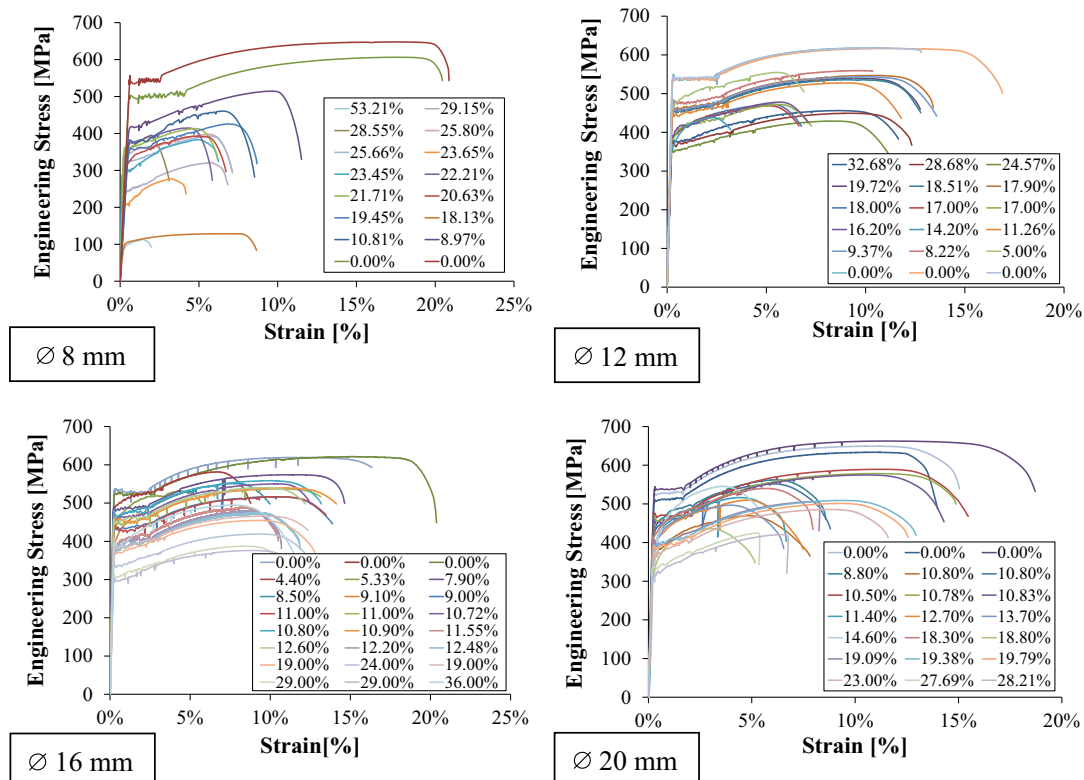 Engineering Stress [MPa]
700
600
500
400
300
200
100
0
53.21% 29.15%
28.55% 25.80%
25.66% 23.65%
23.45% 22.21%
21.71% 20.63%
19.45% 18.13%
10.81% 8.97%
0.00% 0.00%
0% 5% 10% 15% 20% 25%
Strain [%]
∅ 8 mm
Engineering Stress [MPa]
700
600
500
400
300
200
100
0
32.68% 28.68% 24.57%
19.72% 18.51% 17.90%
18.00% 17.00% 17.00%
16.20% 14.20% 11.26%
9.37% 8.22% 5.00%
0.00% 0.00% 0.00%
0% 5% 10% 15% 20%
Strain [%]
∅ 12 mm
Engineering Stress [MPa]
700
600
500
400
300
200
100
0
0.00% 0.00% 0.00%
4.40% 5.33% 7.90%
8.50% 9.10% 9.00%
11.00% 11.00% 10.72%
10.80% 10.90% 11.55%
12.60% 12.20% 12.48%
19.00% 24.00% 19.00%
29.00% 29.00% 36.00%
0% 5% 10% 15% 20% 25%
Strain[%]
∅ 16 mm
Engineering Stress [MPa]
700
600
500
400
300
200
100
0
0.00% 0.00% 0.00%
8.80% 10.80% 10.80%
10.50% 10.78% 10.83%
11.40% 12.70% 13.70%
14.60% 18.30% 18.80%
19.09% 19.38% 19.79%
23.00% 27.69% 28.21%
0% 5% 10% 15% 20%
Strain [%]
∅ 20 mm